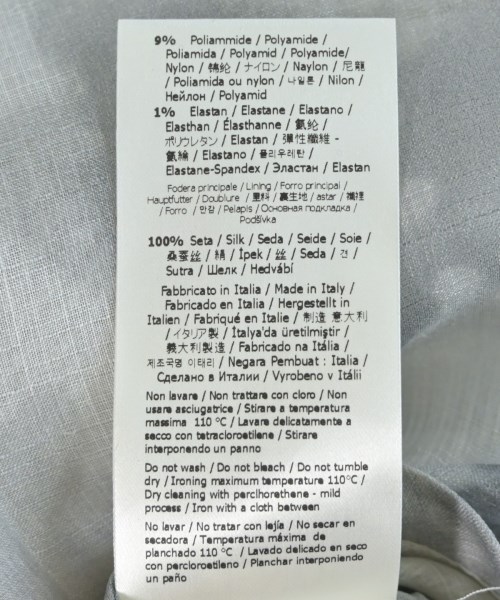 9% Poliammide / Polyamide /
Poliamida / Polyamid / Polyamide/
Nylon / 锦纶 / ナイロン / Naylon / 尼龍
/ Poliamida ou nylon / 나일론 / Nilon /
Нейлон / Polyamid
1% Elastan / Elastane / Elastano /
Elasthan / Élasthanne / 氨纶 /
ポリウレタン / Elastan / 彈性纖維 -
氨綸 / Elastano / 폴리우레탄 /
Elastane-Spandex / Эластан / Elastan
Fodera principale / Lining / Forro principal /
Hauptfutter / Doublure / 里料 / 裏生地 / astar / 襯裡
/ Forro / 안감 / Pelapis / Основная подкладка /
Podšívka
100% Seta / Silk / Seda / Seide / Soie /
桑蚕丝 / 絹 / İpek / 丝 / Seda / 견 /
Sutra / Шелк / Hedvábí
Fabbricato in Italia / Made in Italy /
Fabricado en Italia / Hergestellt in
Italien / Fabriqué en Italie / 制造 意大利
/ イタリア製 / İtalya'da üretilmiştir /
義大利製造 / Fabricado na Itália /
제조국명 이태리 / Negara Pembuat : Italia /
Сделано в Италии / Vyrobeno v Itálii
Non lavare / Non trattare con cloro / Non
usare asciugatrice / Stirare a temperatura
massima 110 °C / Lavare delicatamente a
secco con tetracloroetilene / Stirare
interponendo un panno
Do not wash / Do not bleach / Do not tumble
dry / Ironing maximum temperature 110°C /
Dry cleaning with perclhorethene - mild
process / Iron with a cloth between
No lavar / No tratar con lejía / No secar en
secadora / Temperatura máxima de
planchado 110 °C / Lavado delicado en seco
con percloroetileno / Planchar interponiendo
un paño